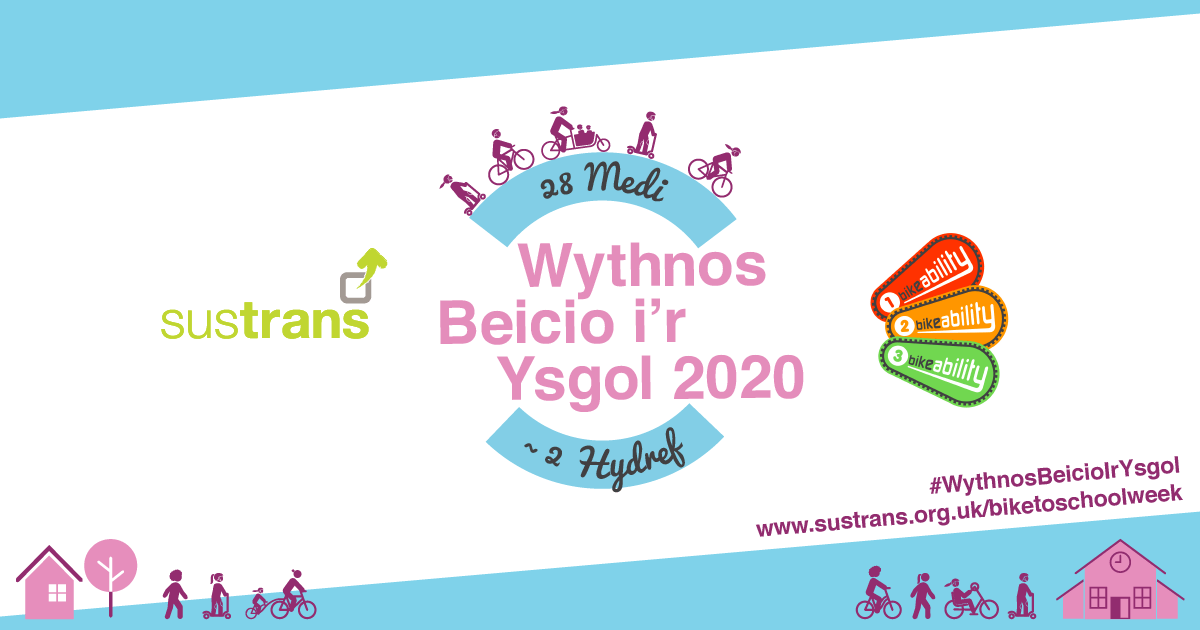 28 Medi
Wythnos
Beicio i’r
Ysgol 2020
~ 2 Hydref
sustrans
1 bikeability
2 bikeability
3 bikeability
#WythnosBeicioIrYsgol
www.sustrans.org.uk/biketoschoolweek